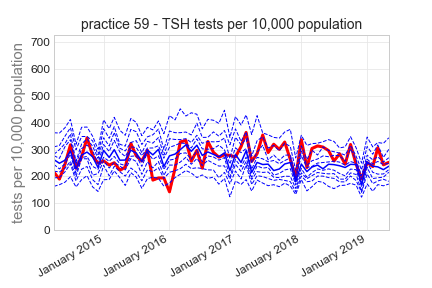 practice 59 - TSH tests per 10,000 population
tests per 10,000 population
700
600
500
400
300
200
100
0
January 2015
January 2016
January 2017
January 2018
January 2019